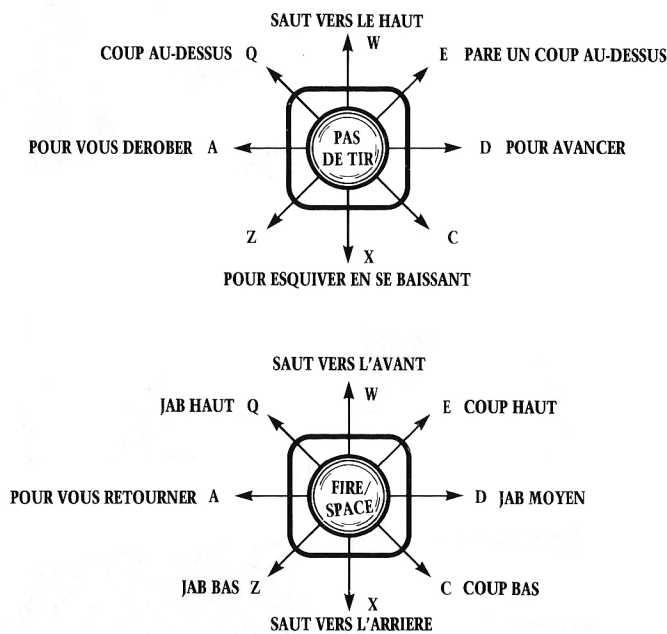 SAUT VERS LE HAUT
W
COUP AU-DESSUS Q
E PARE UN COUP AU-DESSUS
POUR VOUS DEROBER A
PAS
DE TIR
D POUR AVANCER
Z
C
X
POUR ESQUIVER EN SE BAISSANT
SAUT VERS L'AVANT
W
JAB HAUT Q
E COUP HAUT
POUR VOUS RETOURNER A
FIRE/
SPACE
D JAB MOYEN
JAB BAS Z
C COUP BAS
X
SAUT VERS L'ARRIERE